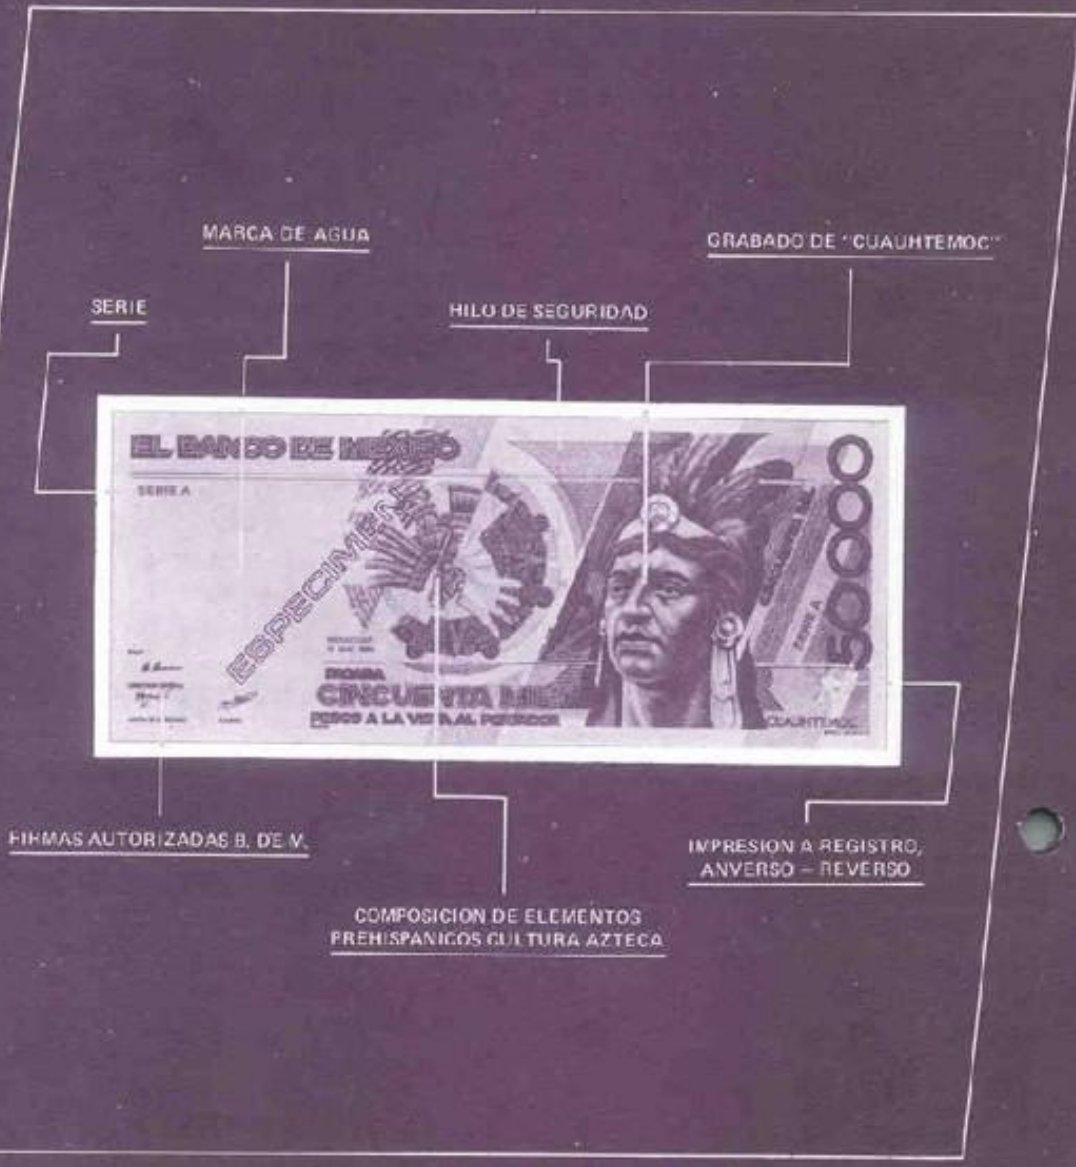 MARCA DE AGUA
GRABADO DE "CUAUHTEMOC"
SERIE
HILO DE SEGURIDAD
EL BANCO DE MEXICO
SERIE A
ESPECIMEN
50000
SERIE A
PAGARA
CINCUENTA MIL
PESOS A LA VISTA AL PORTADOR
CUAUHTEMOC
FIRMAS AUTORIZADAS B. DE M.
IMPRESION A REGISTRO,
ANVERSO – REVERSO
COMPOSICION DE ELEMENTOS
PREHISPANICOS CULTURA AZTECA